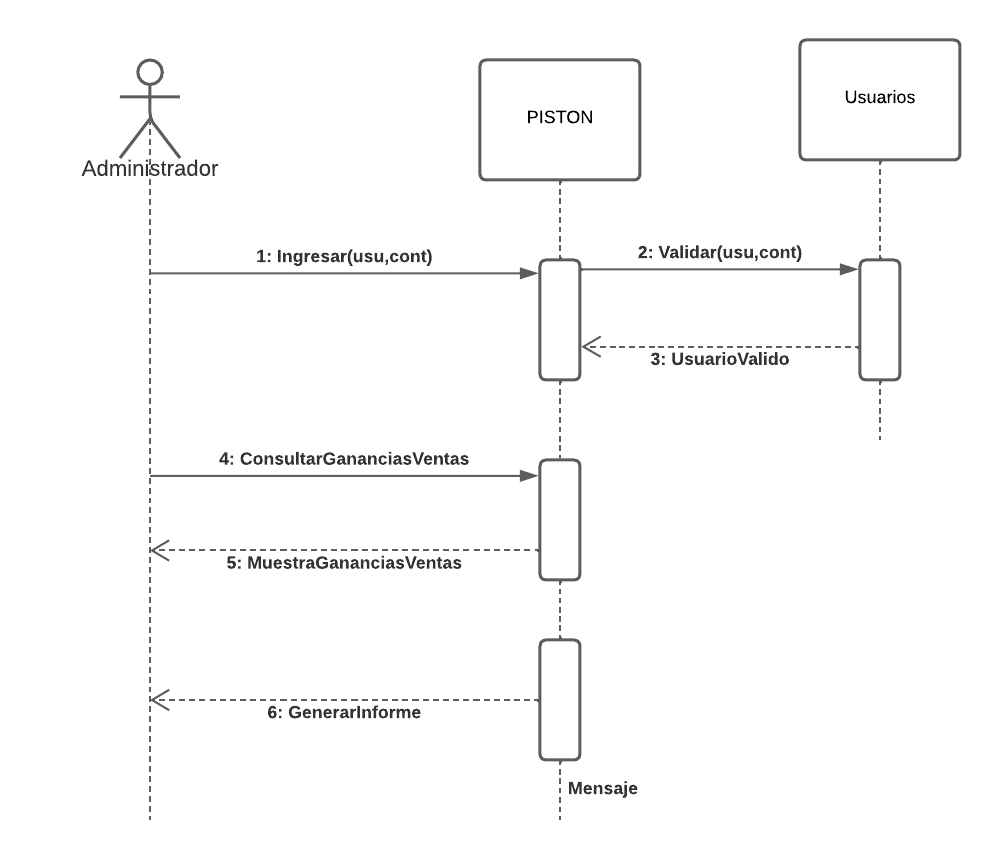 Usuarios
PISTON
Administrador
1: Ingresar(usu,cont)
2: Validar(usu,cont)
3: UsuarioValido
4: ConsultarGananciasVentas
5: MuestraGananciasVentas
6: GenerarInforme
Mensaje